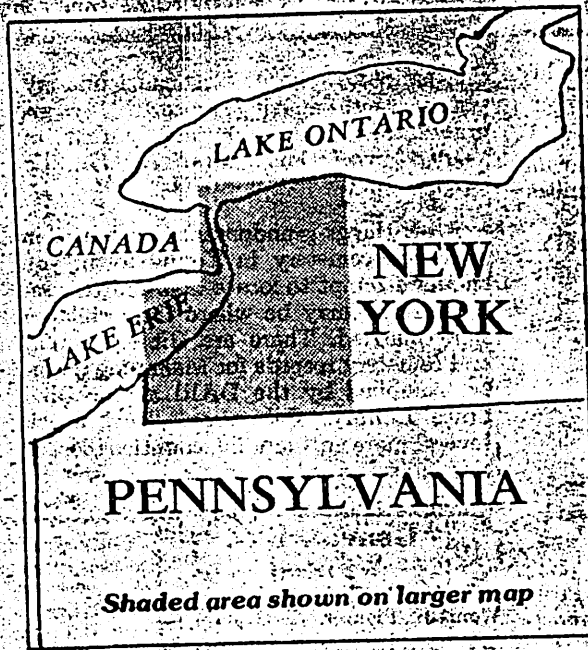 LAKE ONTARIO
CANADA
NEW
YORK
LAKE ERIE
PENNSYLVANIA
Shaded area shown on larger map